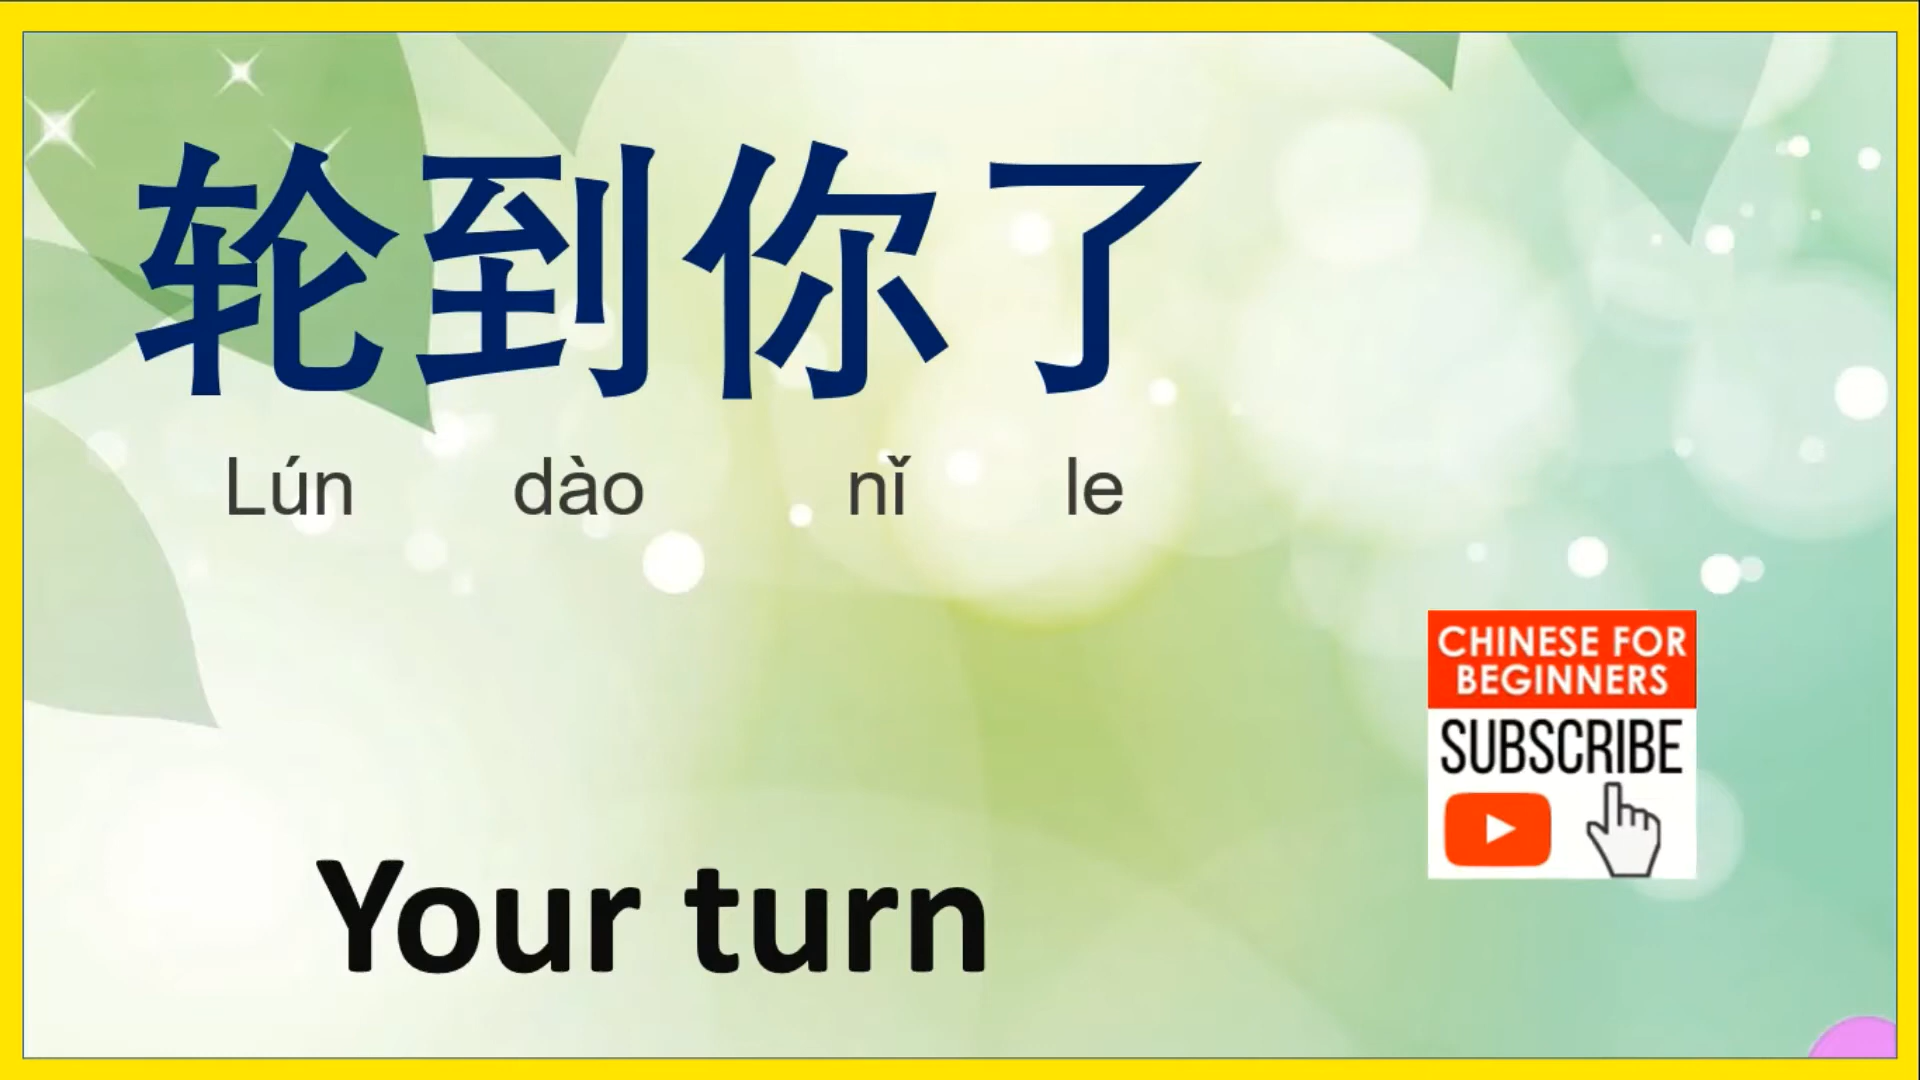 轮到你了
Lún dào nǐ le
CHINESE FOR
BEGINNERS
SUBSCRIBE
Your turn